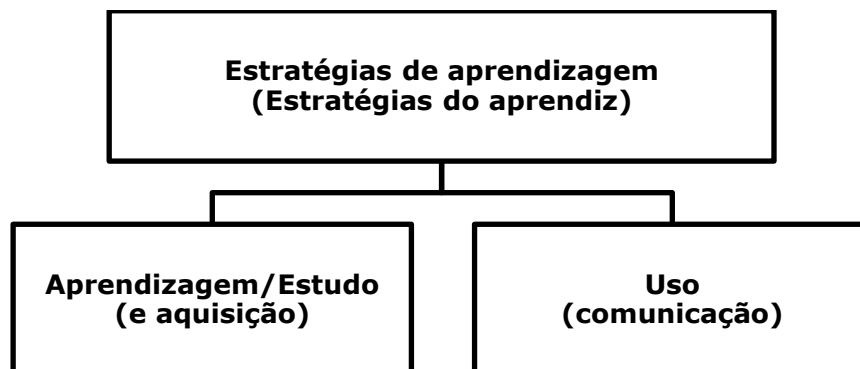 Estratégias de aprendizagem
(Estratégias do aprendiz)
Aprendizagem/Estudo
(e aquisição)
Uso
(comunicação)